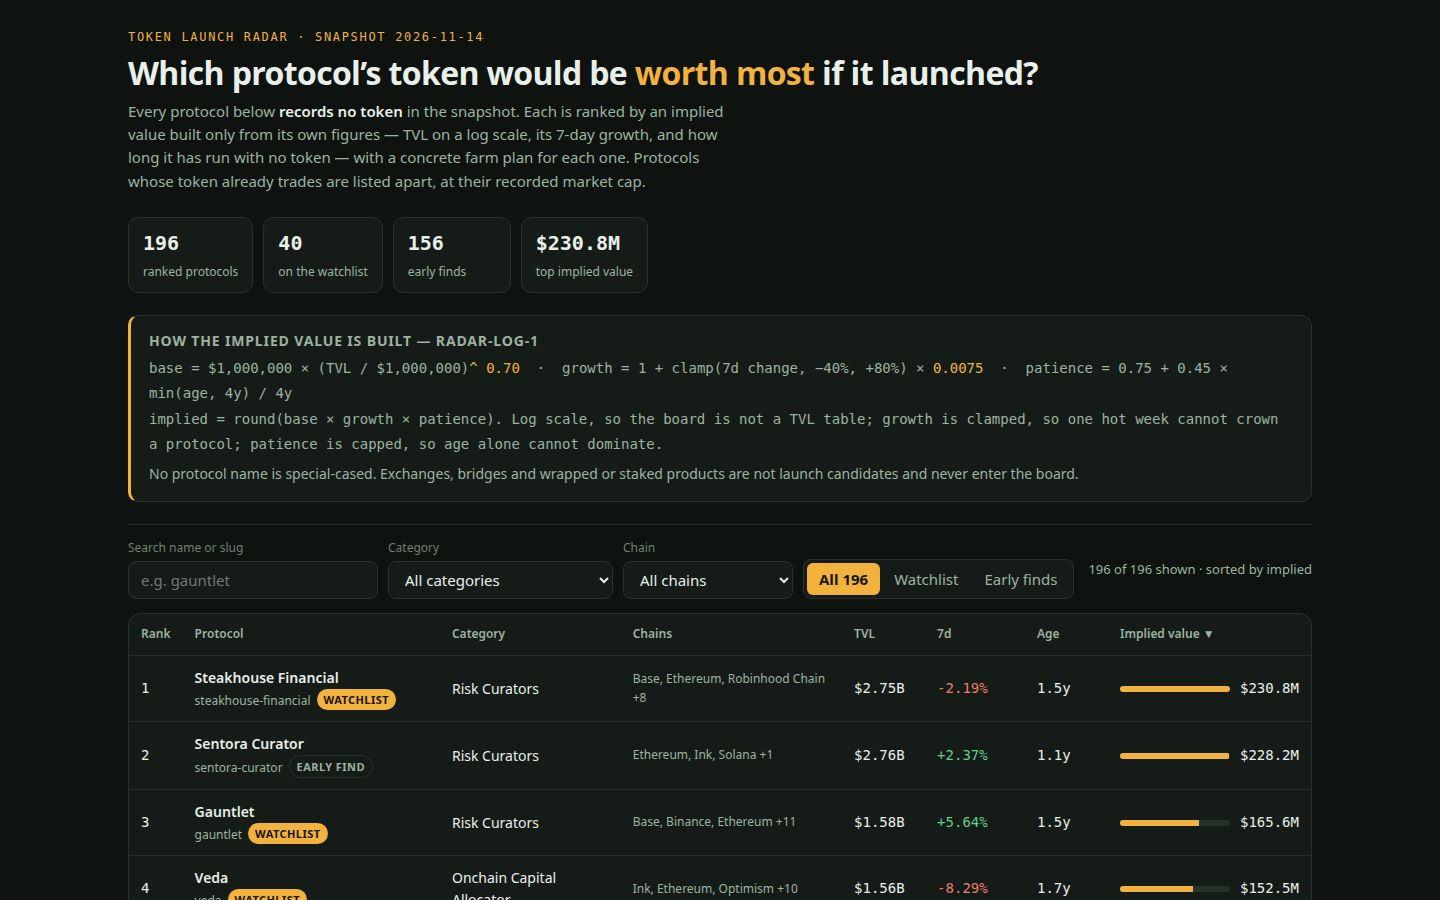 TOKEN LAUNCH RADAR · SNAPSHOT 2026-11-14
Which protocol’s token would be worth most if it launched?
Every protocol below records no token in the snapshot. Each is ranked by an implied
value built only from its own figures — TVL on a log scale, its 7-day growth, and how
long it has run with no token — with a concrete farm plan for each one. Protocols
whose token already trades are listed apart, at their recorded market cap.
196 40 156 $230.8M
ranked protocols on the watchlist early finds top implied value
HOW THE IMPLIED VALUE IS BUILT — RADAR-LOG-1
base = $1,000,000 × (TVL / $1,000,000)^ 0.70 · growth = 1 + clamp(7d change, −40%, +80%) × 0.0075 · patience = 0.75 + 0.45 ×
min(age, 4y) / 4y
implied = round(base × growth × patience). Log scale, so the board is not a TVL table; growth is clamped, so one hot week cannot crown
a protocol; patience is capped, so age alone cannot dominate.
No protocol name is special-cased. Exchanges, bridges and wrapped or staked products are not launch candidates and never enter the board.
Search name or slug Category Chain
e.g. gauntlet All categories All chains All 196 Watchlist Early finds 196 of 196 shown · sorted by implied
Rank Protocol Category Chains TVL 7d Age Implied value ▼
1 Steakhouse Financial Risk Curators Base, Ethereum, Robinhood Chain $2.75B -2.19% 1.5y $230.8M
steakhouse-financial WATCHLIST +8
2 Sentora Curator Risk Curators Ethereum, Ink, Solana +1 $2.76B +2.37% 1.1y $228.2M
sentora-curator EARLY FIND
3 Gauntlet Risk Curators Base, Binance, Ethereum +11 $1.58B +5.64% 1.5y $165.6M
gauntlet WATCHLIST
4 Veda Onchain Capital Ink, Ethereum, Optimism +10 $1.56B -8.29% 1.7y $152.5M
veda WATCHLIST Allocator